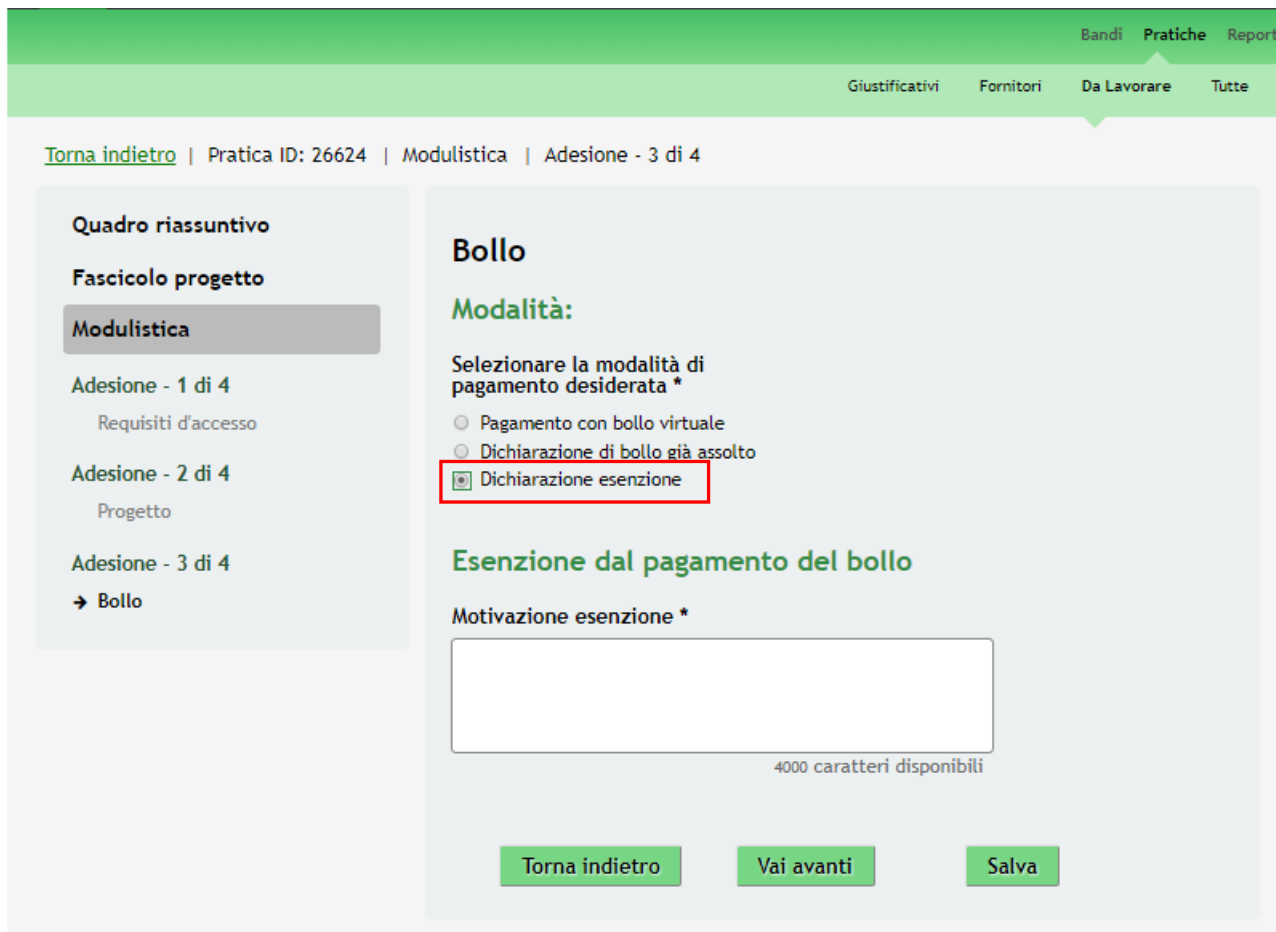 Bandi Pratiche Report
Giustificativi Fornitori Da Lavorare Tutte
Torna indietro | Pratica ID: 26624 | Modulistica | Adesione - 3 di 4
Quadro riassuntivo
Fascicolo progetto
Modulistica
Adesione - 1 di 4
Requisiti d'accesso
Adesione - 2 di 4
Progetto
Adesione - 3 di 4
→ Bollo
Bollo
Modalità:
Selezionare la modalità di
pagamento desiderata *
Pagamento con bollo virtuale
Dichiarazione di bollo già assolto
Dichiarazione esenzione
Esenzione dal pagamento del bollo
Motivazione esenzione *
4000 caratteri disponibili
Torna indietro Vai avanti Salva